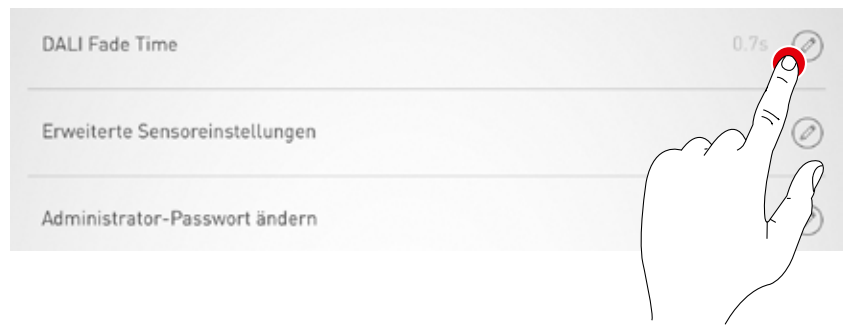 DALI Fade Time 0.7s
Erweiterte Sensoreinstellungen
Administrator-Passwort ändern